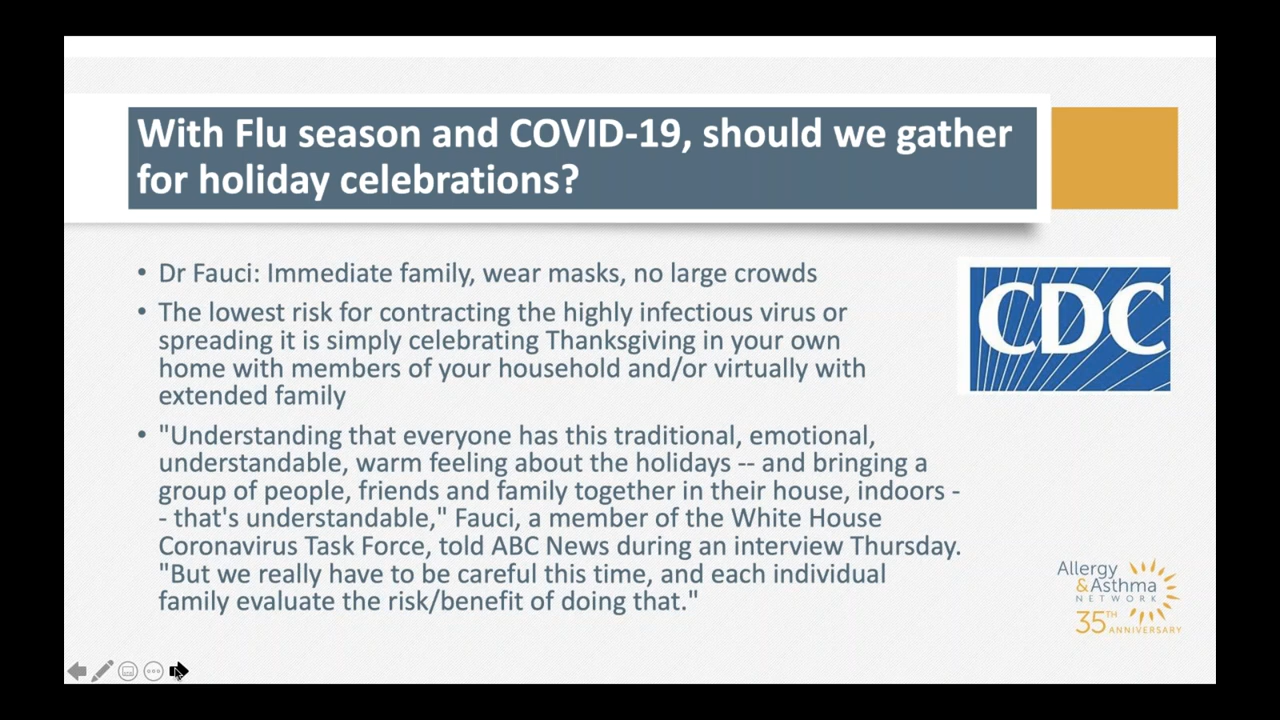 With Flu season and COVID-19, should we gather
for holiday celebrations?
• Dr Fauci: Immediate family, wear masks, no large crowds
• The lowest risk for contracting the highly infectious virus or
spreading it is simply celebrating Thanksgiving in your own
home with members of your household and/or virtually with
extended family
• "Understanding that everyone has this traditional, emotional,
understandable, warm feeling about the holidays -- and bringing a
group of people, friends and family together in their house, indoors -
- that's understandable," Fauci, a member of the White House
Coronavirus Task Force, told ABC News during an interview Thursday.
"But we really have to be careful this time, and each individual
family evaluate the risk/benefit of doing that."
CDC
Allergy
&Asthma
NETWORK
35TH ANNIVERSARY